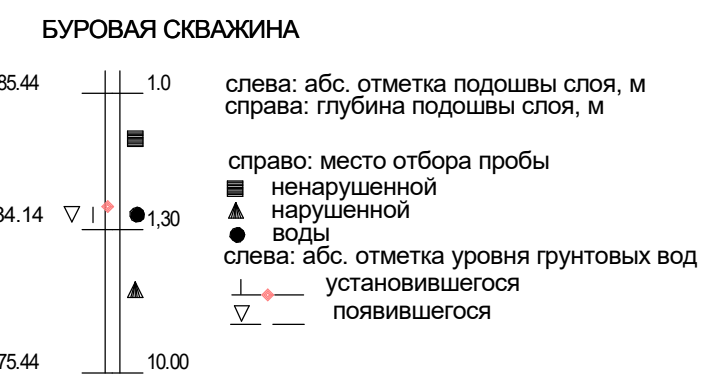 БУРОВАЯ СКВАЖИНА
85.44 1.0 слева: абс. отметка подошвы слоя, м
справа: глубина подошвы слоя, м
справо: место отбора пробы
ненарушенной
нарушенной
84.14 1,30 воды
слева: абс. отметка уровня грунтовых вод
установившегося
появившегося
75.44 10.00